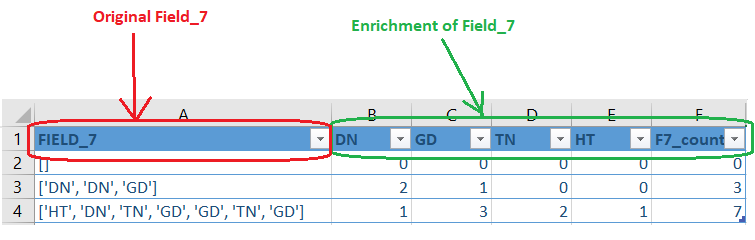 Original Field_7
Enrichment of Field_7
A B C D E F
1 FIELD_7 DN GD TN HT F7_count
2 [] 0 0 0 0 0
3 ['DN', 'DN', 'GD'] 2 1 0 0 3
4 ['HT', 'DN', 'TN', 'GD', 'GD', 'TN', 'GD'] 1 3 2 1 7